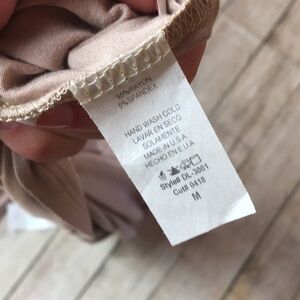 95% RAYON
5% SPANDEX
HAND WASH COLD
LAVAR EN SECO
SOLAMENTE
MADE IN U.S.A
HECHO EN E.U.A
Style# DL-3001
Cut# 0418
M